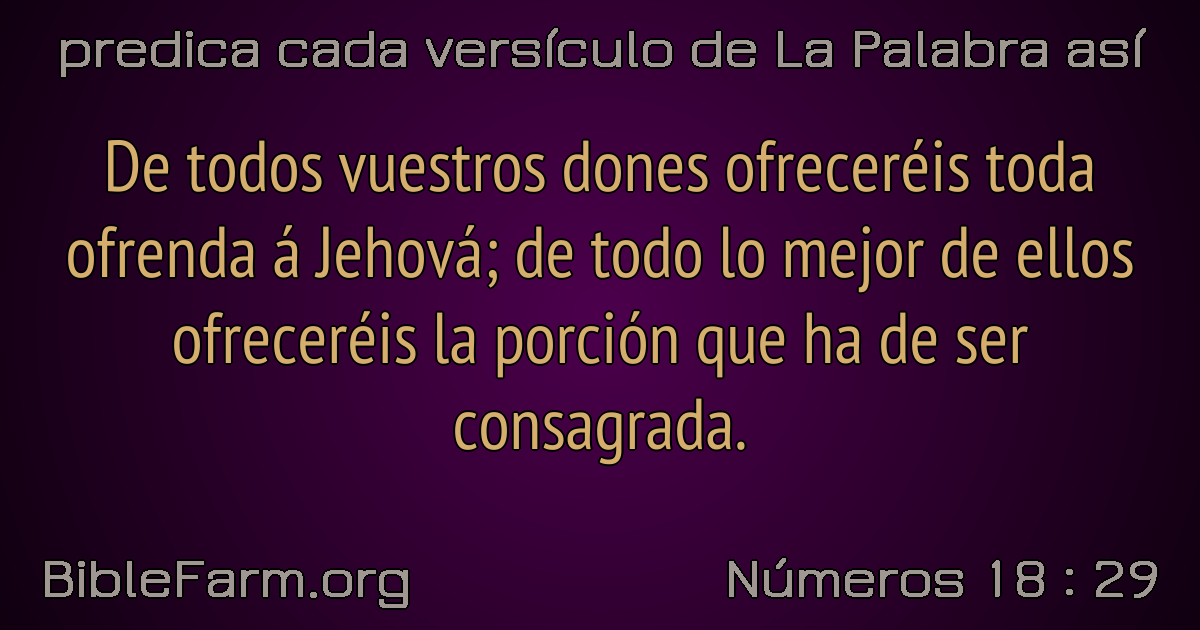 predica cada versículo de La Palabra así
De todos vuestros dones ofreceréis toda
ofrenda á Jehová; de todo lo mejor de ellos
ofreceréis la porción que ha de ser
consagrada.
BibleFarm.org
Números 18 : 29